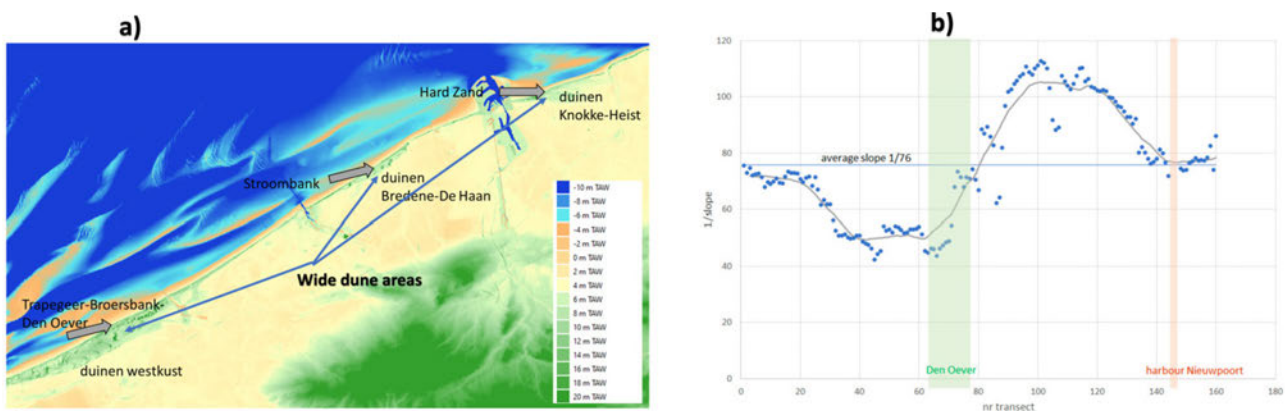 a)
Hard Zand
duinen
Knokke-Heist
Stroombank
duinen
Bredene-De Haan
Wide dune areas
Trapegeer-Broersbank-
Den Oever
duinen westkust
-10 m TAW
-8 m TAW
-6 m TAW
-4 m TAW
-2 m TAW
0 m TAW
2 m TAW
4 m TAW
6 m TAW
8 m TAW
10 m TAW
12 m TAW
14 m TAW
16 m TAW
18 m TAW
20 m TAW
b)
0 20 40 60 80 100 120 140 160 180
120
100
80
60
40
20
100
1/slope
average slope 1/76
Den Oever
harbour Nieuwpoort
nr transect